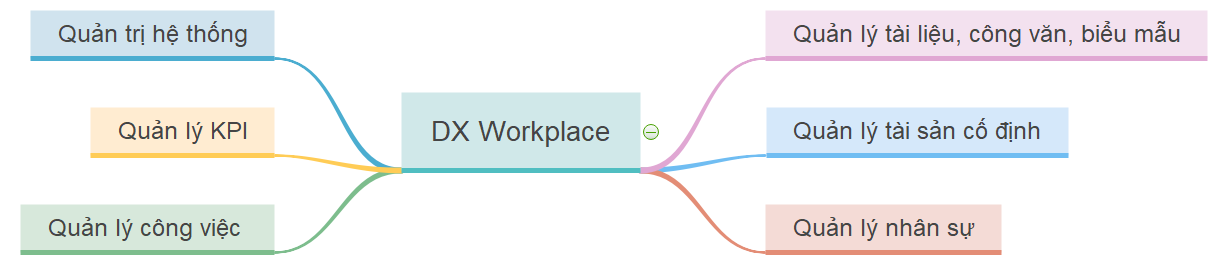 Quản trị hệ thống
Quản lý KPI
Quản lý công việc
DX Workplace
Quản lý tài liệu, công văn, biểu mẫu
Quản lý tài sản cố định
Quản lý nhân sự